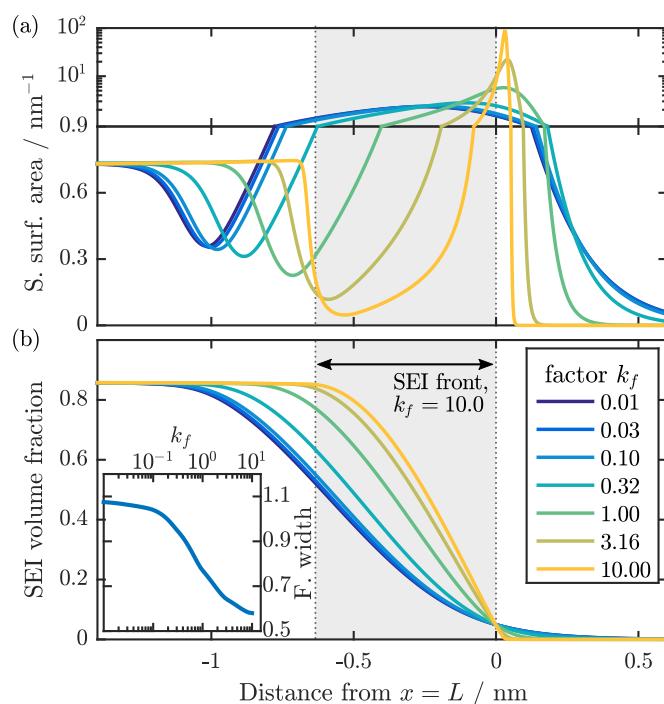 (a)
10²
10¹
0.9
0.6
0.3
0
S. surf. area / nm⁻¹
(b)
0.8
0.6
0.4
0.2
0
SEI volume fraction
SEI front,
k_f = 10.0
factor k_f
0.01
0.03
0.10
0.32
1.00
3.16
10.00
k_f
10⁻¹ 10⁰ 10¹
1.1
0.9
0.7
0.5
F. width
-1 -0.5 0 0.5
Distance from x = L / nm